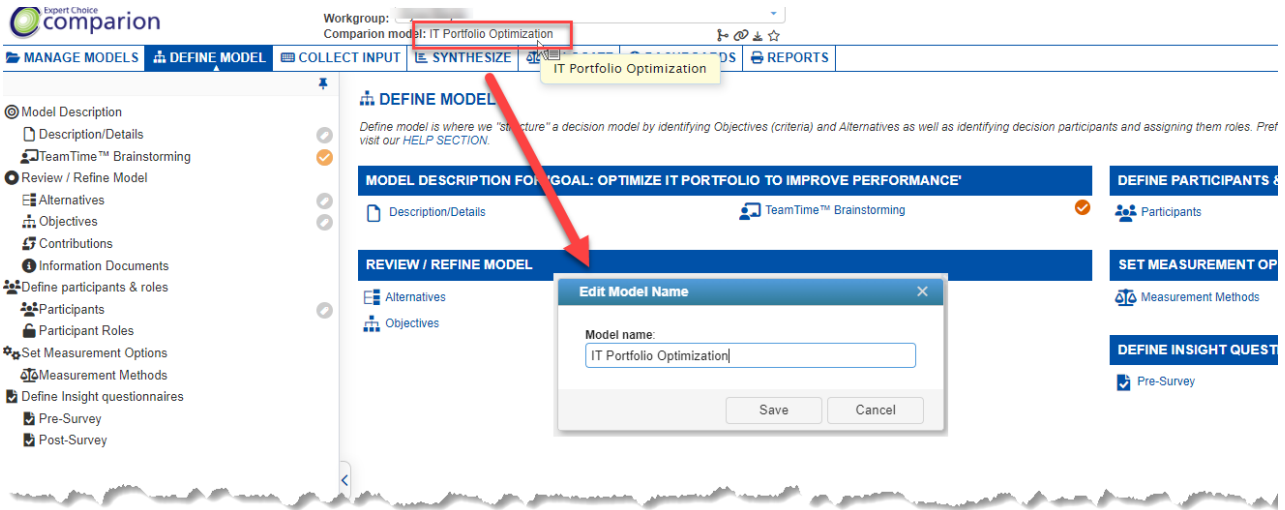 Expert Choice
comparion
Workgroup:
Comparion model: IT Portfolio Optimization
MANAGE MODELS DEFINE MODEL COLLECT INPUT SYNTHESIZE REPORTS
IT Portfolio Optimization
Model Description
Description/Details
TeamTime™ Brainstorming
Review / Refine Model
Alternatives
Objectives
Contributions
Information Documents
Define participants & roles
Participants
Participant Roles
Set Measurement Options
Measurement Methods
Define Insight questionnaires
Pre-Survey
Post-Survey
DEFINE MODEL
Define model is where we "structure" a decision model by identifying Objectives (criteria) and Alternatives as well as identifying decision participants and assigning them roles. Pref
visit our HELP SECTION.
MODEL DESCRIPTION FOR 'GOAL: OPTIMIZE IT PORTFOLIO TO IMPROVE PERFORMANCE'
Description/Details TeamTime™ Brainstorming
REVIEW / REFINE MODEL
Alternatives
Objectives
DEFINE PARTICIPANTS &
Participants
SET MEASUREMENT OP
Measurement Methods
DEFINE INSIGHT QUESTI
Pre-Survey
Edit Model Name
Model name:
IT Portfolio Optimization
Save Cancel